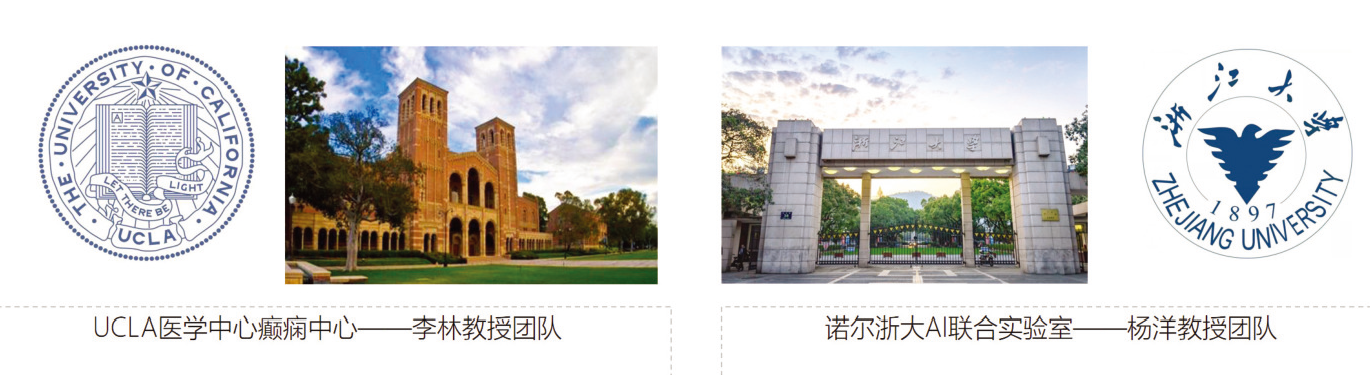 THE · UNIVERSITY · OF · CALIFORNIA
A
LET THERE BE LIGHT
UCLA
浙江大学
浙江大学
1897
ZHEJIANG UNIVERSITY
UCLA医学中心癫痫中心——李林教授团队
诺尔浙大AI联合实验室——杨洋教授团队